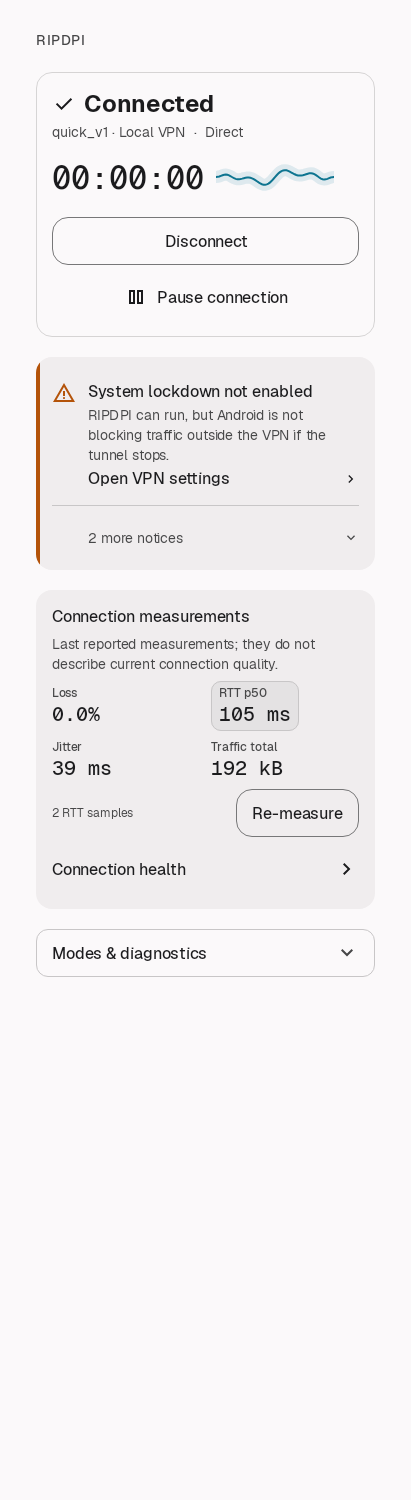 RIPDPI
Connected
quick_v1 · Local VPN · Direct
00:00:00
Disconnect
Pause connection
System lockdown not enabled
RIPDPI can run, but Android is not
blocking traffic outside the VPN if the
tunnel stops.
Open VPN settings
2 more notices
Connection measurements
Last reported measurements; they do not
describe current connection quality.
Loss
0.0%
RTT p50
105 ms
Jitter
39 ms
Traffic total
192 kB
2 RTT samples
Re-measure
Connection health
Modes & diagnostics